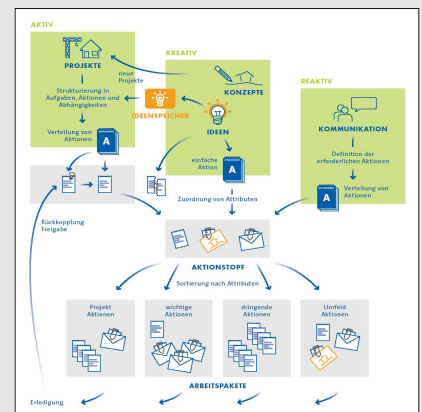 AKTIV
KREATIV
REAKTIV
PROJEKTE
neue
Projekte
KONZEPTE
Strukturierung in
Aufgaben, Aktionen und
Abhängigkeiten
IDEENSPEICHER
IDEEN
KOMMUNIKATION
Verteilung von
Aktionen
A
einfache
Aktion
A
Definition der
erforderlichen Aktionen
A
Verteilung von
Aktionen
Zuordnung von Attributen
Rückkopplung
Freigabe
AKTIONSTOPF
Sortierung nach Attributen
Projekt
Aktionen
wichtige
Aktionen
dringende
Aktionen
Umfeld
Aktionen
ARBEITSPAKETE
Erledigung